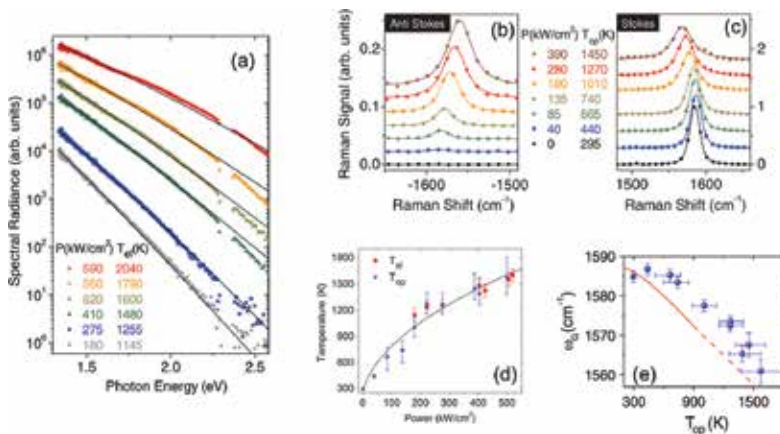 (a)
Spectral Radiance (arb. units)
10^6
10^5
10^4
10^3
10^2
10^1
10^0
P(kW/cm²) T_el(K)
590 2040
550 1790
520 1600
410 1480
275 1255
180 1145
1.5 2.0 2.5
Photon Energy (eV)
Anti Stokes
(b)
Raman Signal (arb. units)
0.2
0.1
0.0
-1600 -1500
Raman Shift (cm⁻¹)
P(kW/cm²) T_op(K)
390 1450
280 1270
180 1010
135 740
85 665
40 440
0 295
Stokes
(c)
2
1
0
1500 1600
Raman Shift (cm⁻¹)
T_el
T_op
Temperature (K)
1800
1500
1200
900
600
300
0 100 200 300 400 500
Power (kW/cm²)
(d)
ω_G(cm⁻¹)
1590
1580
1570
1560
300 900 1500
T_op(K)
(e)